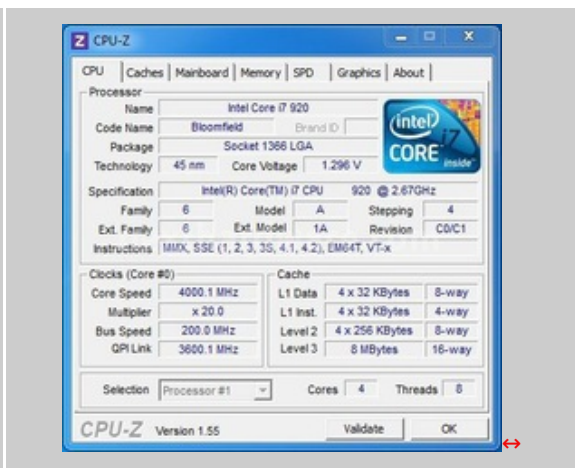 CPU-Z
CPU Caches Mainboard Memory SPD Graphics About
Processor
Name Intel Core i7 920
Code Name Bloomfield Brand ID
Package Socket 1366 LGA
Technology 45 nm Core Voltage 1.296 V
(intel)
CORE i7
inside™
Specification Intel(R) Core(TM) i7 CPU 920 @ 2.67GHz
Family 6 Model A Stepping 4
Ext. Family 6 Ext. Model 1A Revision C0/C1
Instructions MMX, SSE (1, 2, 3, 3S, 4.1, 4.2), EM64T, VT-x
Clocks (Core #0)
Core Speed 4000.1 MHz
Multiplier x 20.0
Bus Speed 200.0 MHz
QPI Link 3600.1 MHz
Cache
L1 Data 4 x 32 KBytes 8-way
L1 Inst. 4 x 32 KBytes 4-way
Level 2 4 x 256 KBytes 8-way
Level 3 8 MBytes 16-way
Selection Processor #1 Cores 4 Threads 8
CPU-Z Version 1.55 Validate OK